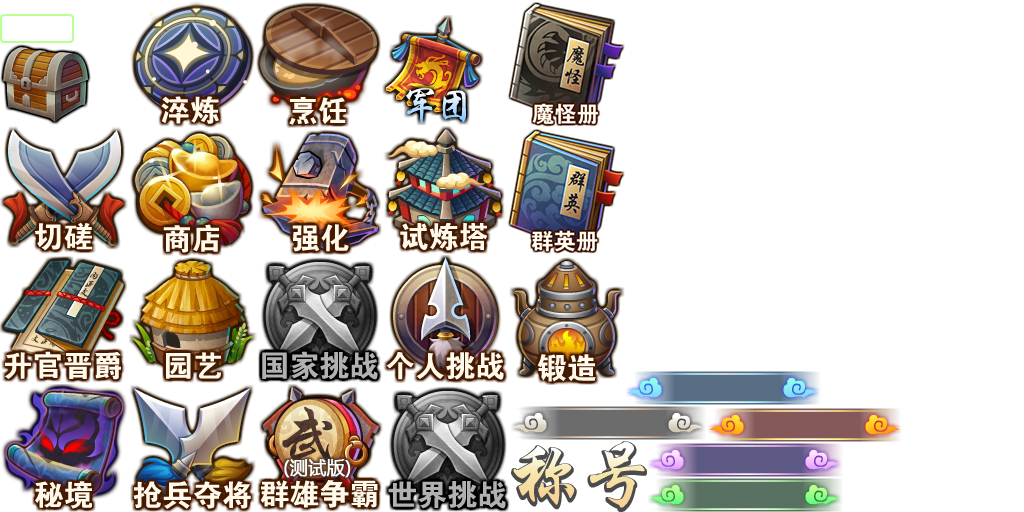 淬炼
烹饪
军团
魔怪
魔怪册
切磋
商店
强化
试炼塔
群英
群英册
升官晋爵
园艺
国家挑战
个人挑战
锻造
秘境
抢兵夺将
武
(测试版)
群雄争霸
世界挑战
称号